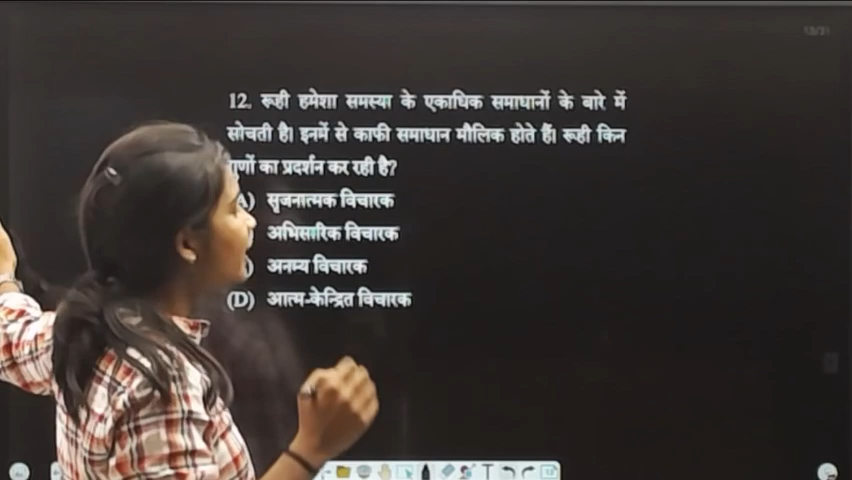 12. रूही हमेशा समस्या के एकाधिक समाधानों के बारे में
सोचती है। इनमें से काफी समाधान मौलिक होते हैं। रूही किन
का प्रदर्शन कर रही है?
A) सृजनात्मक विचारक
अभिसारिक विचारक
) अनम्य विचारक
(D) आत्म-केन्द्रित विचारक